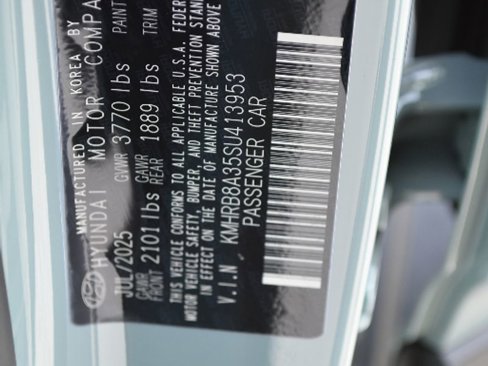 MANUFACTURED IN KOREA BY
HYUNDAI MOTOR COMPA
JUL/2025 GVWR 3770 lbs PAINT
GAWR FRONT 2101 lbs GAWR REAR 1889 lbs TRIM
THIS VEHICLE CONFORMS TO ALL APPLICABLE U.S.A. FEDER
MOTOR VEHICLE SAFETY, BUMPER, AND THEFT PREVENTION STAN
IN EFFECT ON THE DATE OF MANUFACTURE SHOWN ABOVE
V.I.N KMHRB8A35SU413953
PASSENGER CAR